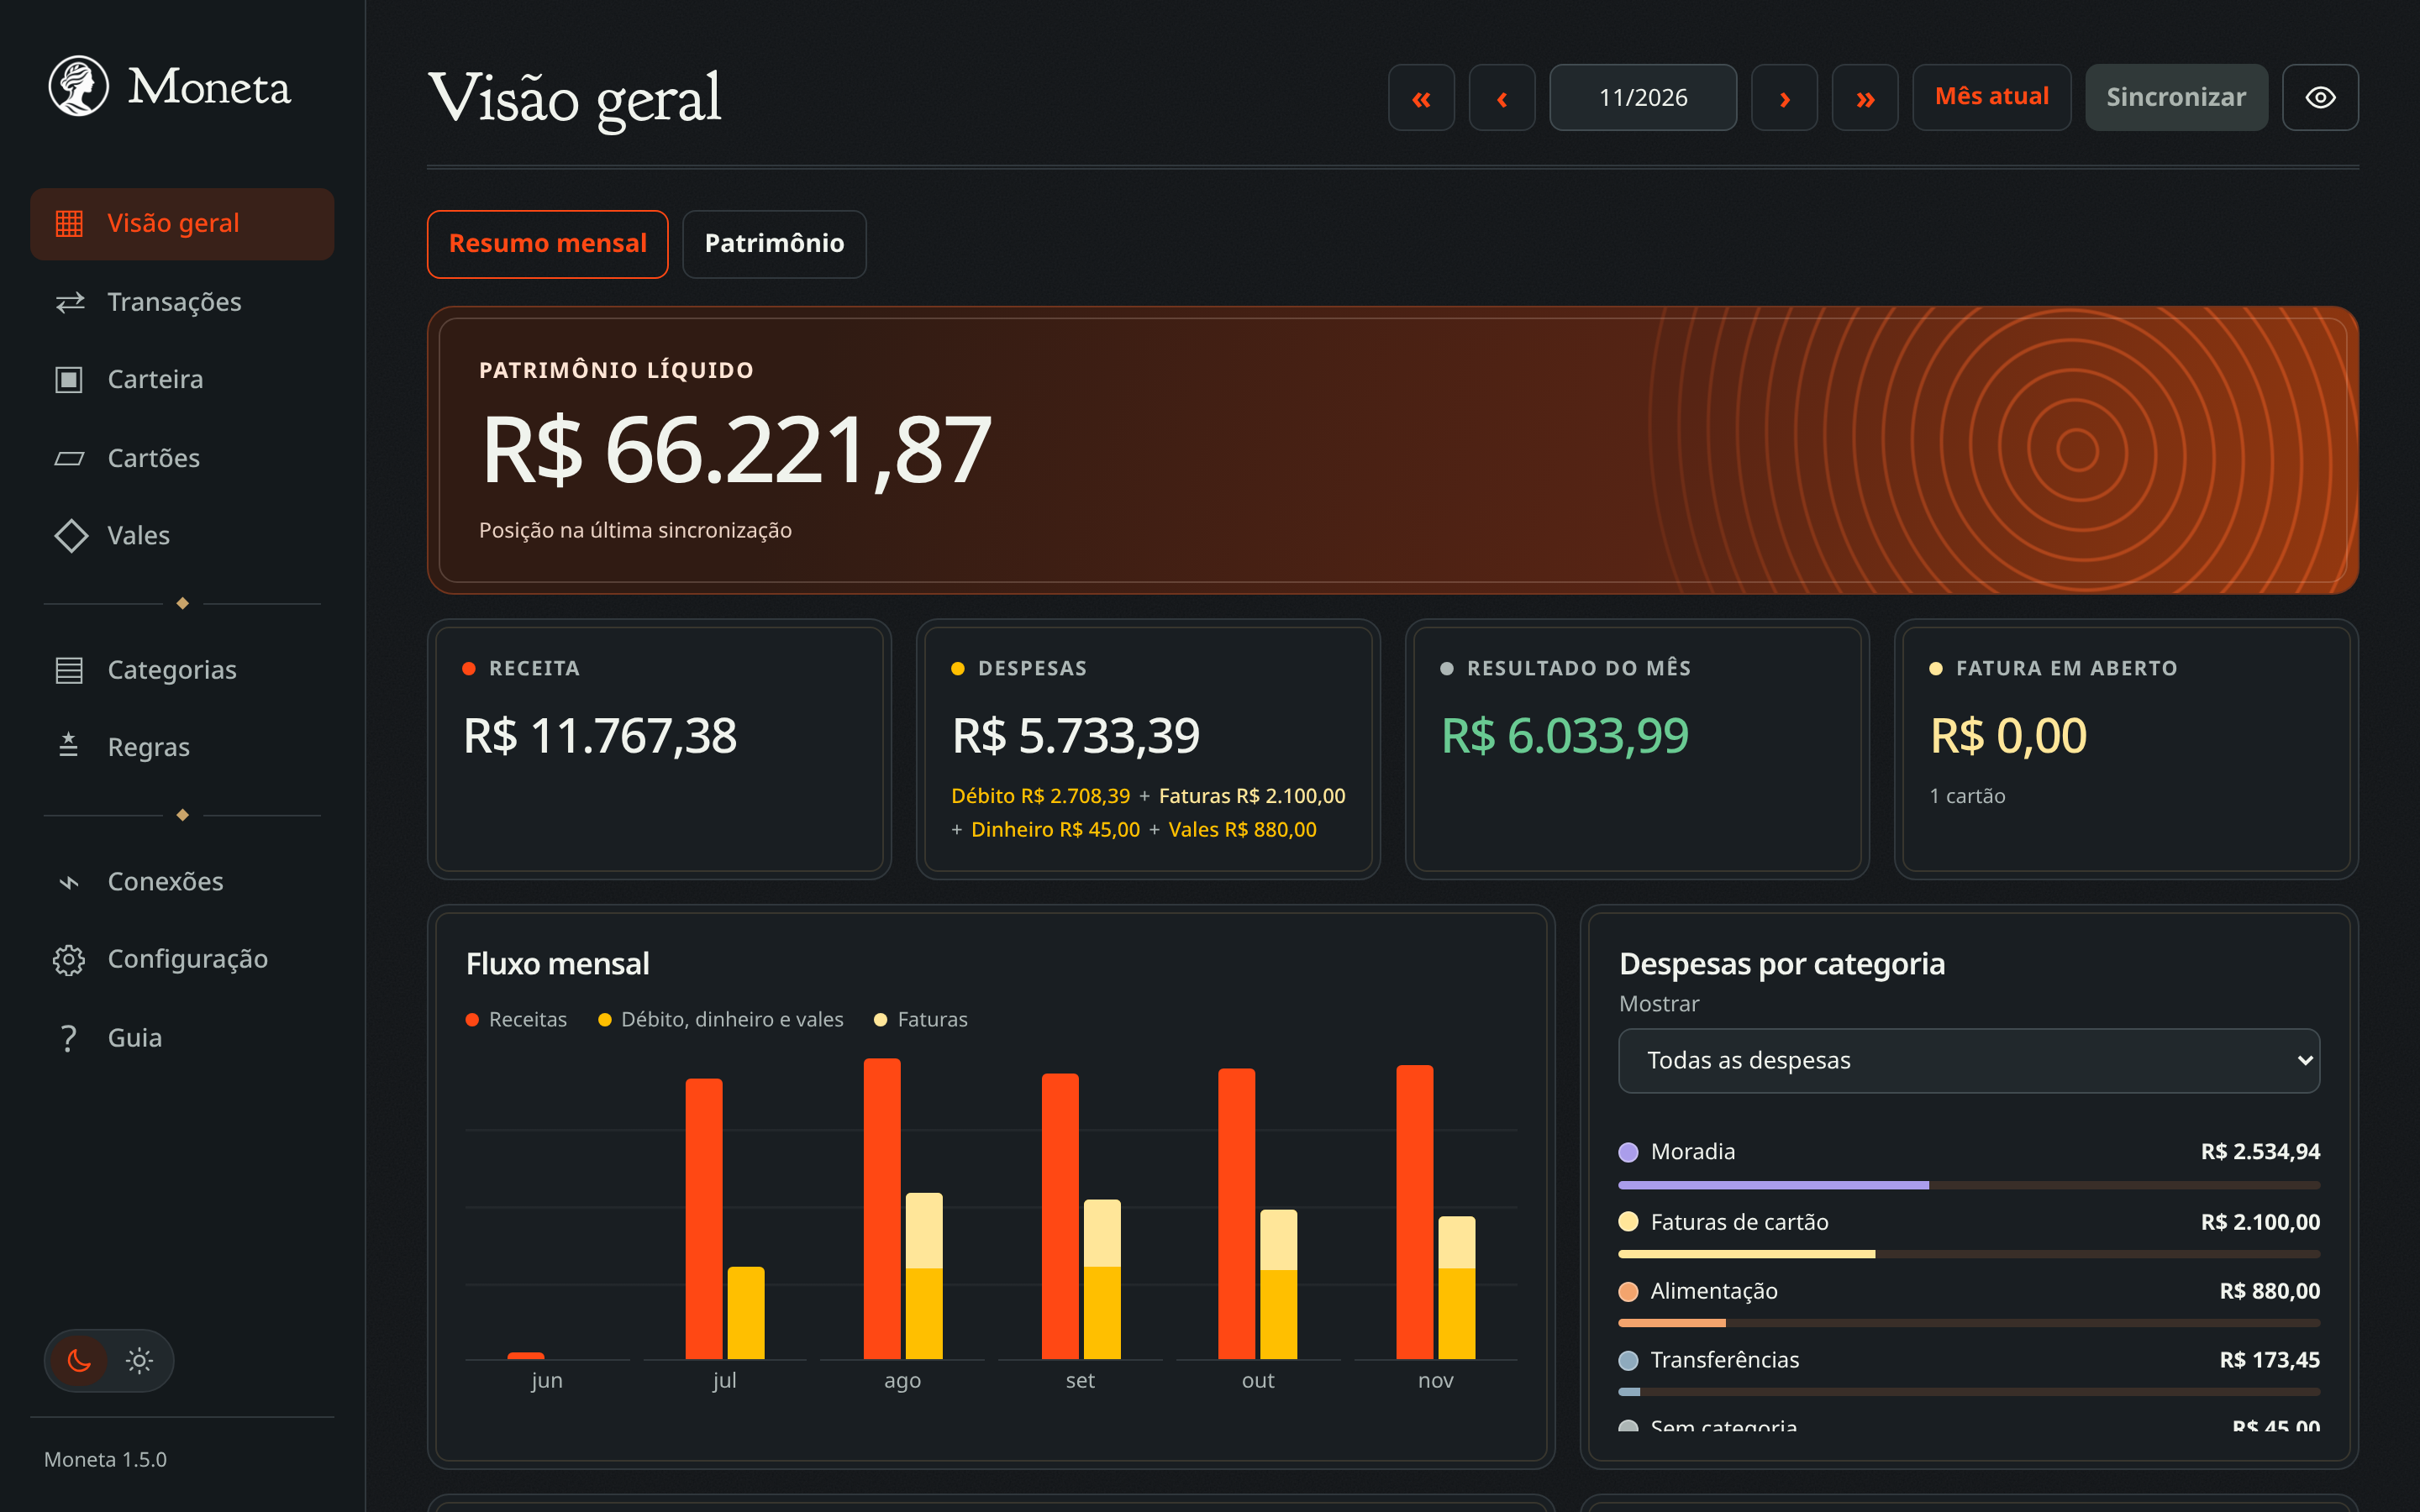 Moneta
Visão geral
Transações
Carteira
Cartões
Vales
Categorias
Regras
Conexões
Configuração
? Guia
Moneta 1.5.0
Visão geral
« ‹ 11/2026 › » Mês atual Sincronizar
Resumo mensal Patrimônio
PATRIMÔNIO LÍQUIDO
R$ 66.221,87
Posição na última sincronização
RECEITA
R$ 11.767,38
DESPESAS
R$ 5.733,39
Débito R$ 2.708,39 + Faturas R$ 2.100,00
+ Dinheiro R$ 45,00 + Vales R$ 880,00
RESULTADO DO MÊS
R$ 6.033,99
FATURA EM ABERTO
R$ 0,00
1 cartão
Fluxo mensal
Receitas Débito, dinheiro e vales Faturas
jun jul ago set out nov
Despesas por categoria
Mostrar
Todas as despesas
Moradia R$ 2.534,94
Faturas de cartão R$ 2.100,00
Alimentação R$ 880,00
Transferências R$ 173,45
Sem categoria R$ 45,00